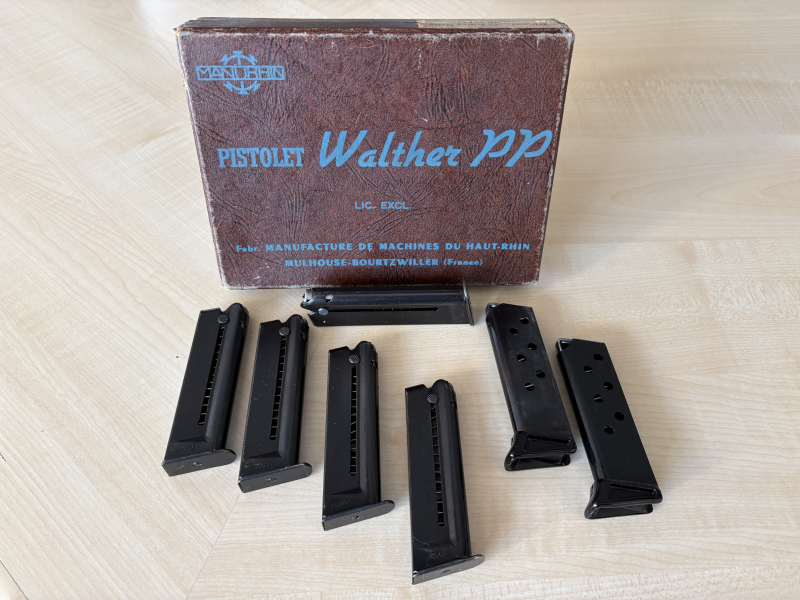 MANURHIN
PISTOLET Walther PP
LIC. EXCL.
Fabr. MANUFACTURE DE MACHINES DU HAUT-RHIN
MULHOUSE-BOURTZWILLER (France)